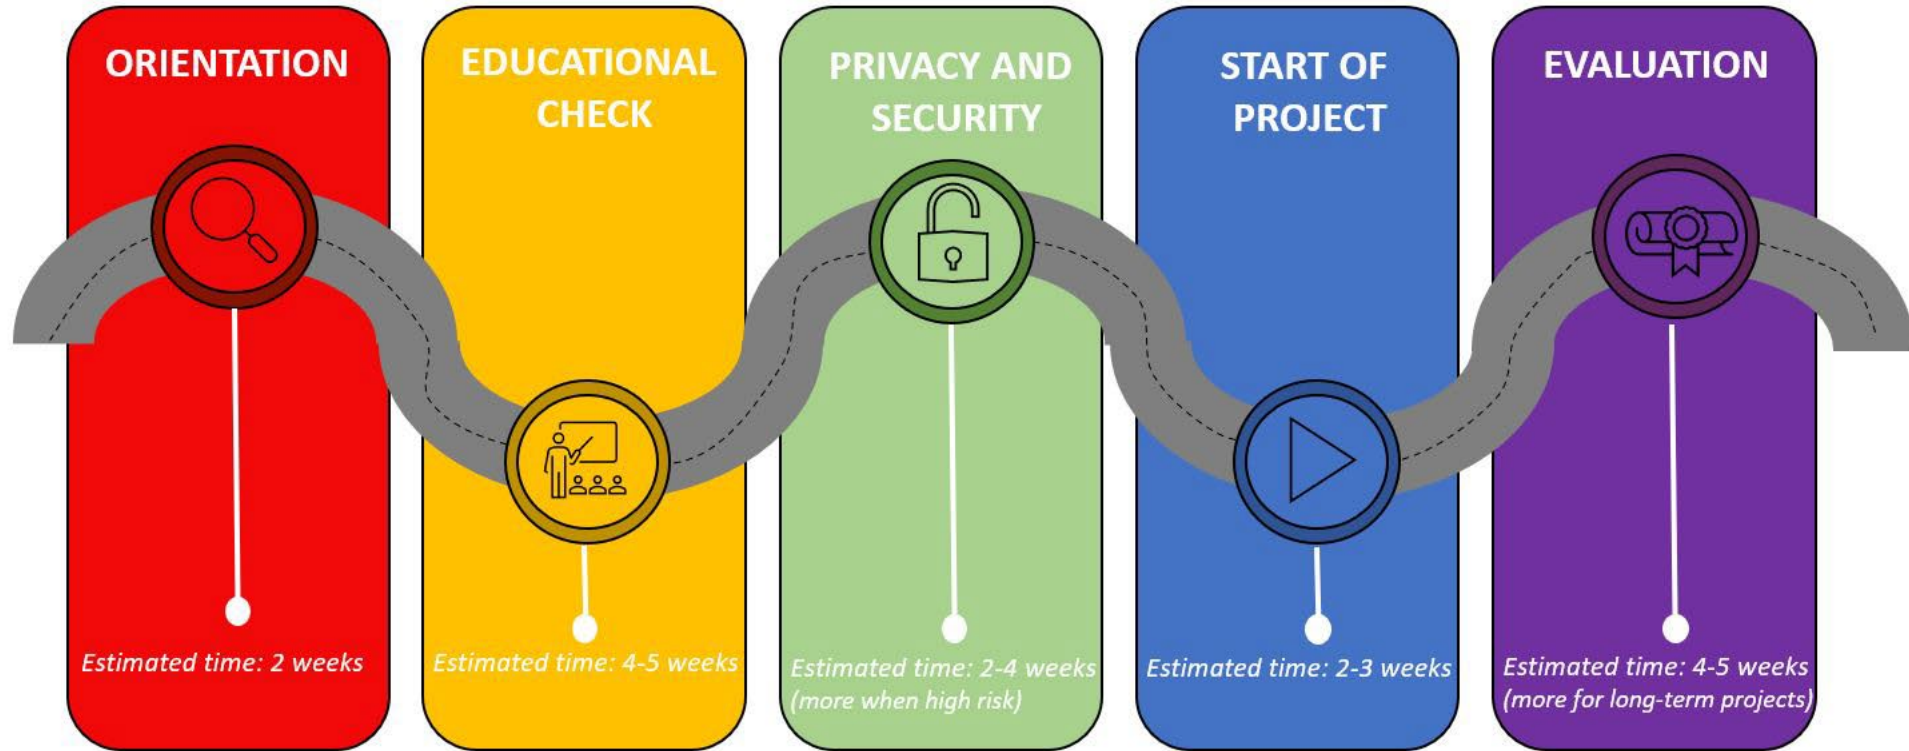 ORIENTATION
Estimated time: 2 weeks
EDUCATIONAL
CHECK
Estimated time: 4-5 weeks
PRIVACY AND
SECURITY
Estimated time: 2-4 weeks
(more when high risk)
START OF
PROJECT
Estimated time: 2-3 weeks
EVALUATION
Estimated time: 4-5 weeks
(more for long-term projects)